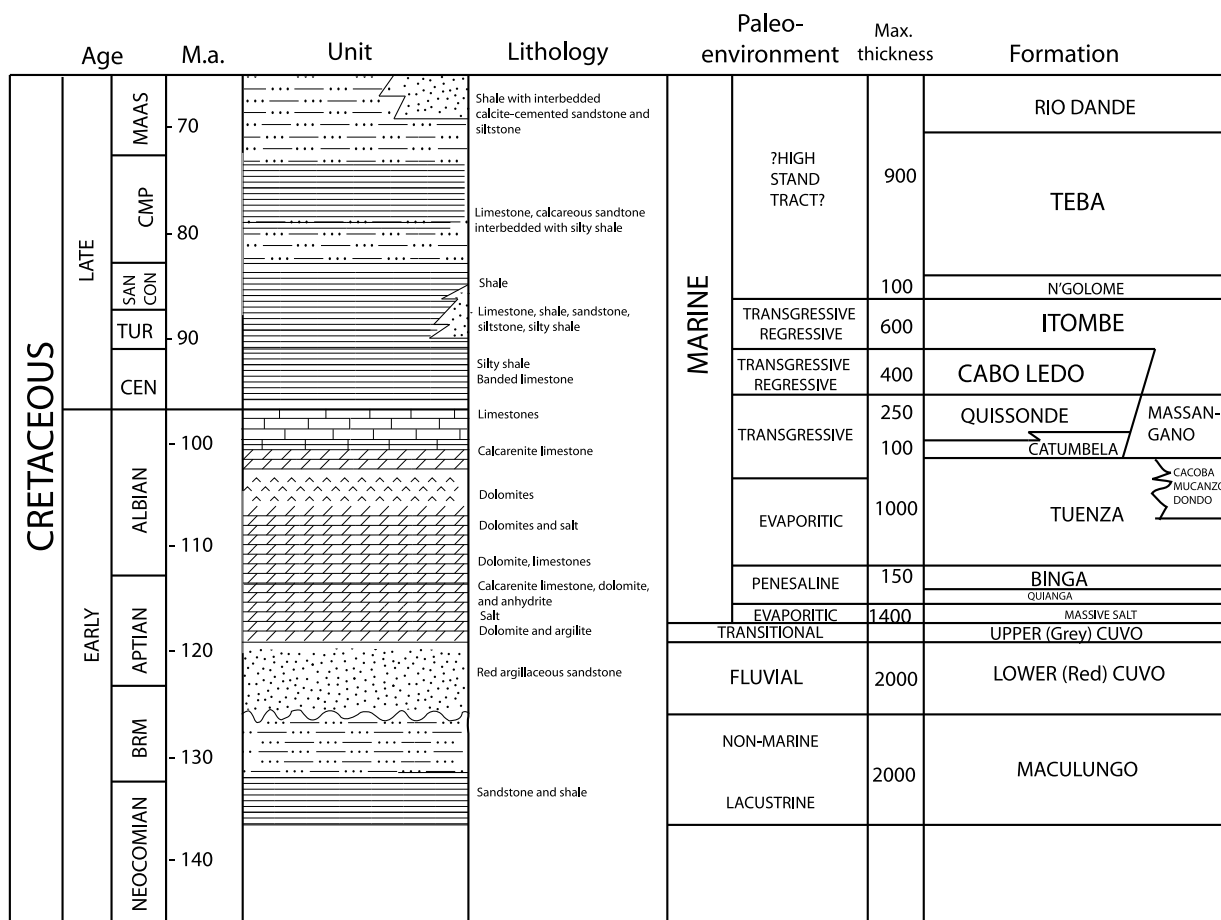 Age
M.a.
Unit
Lithology
Paleo-
environment
Max.
thickness
Formation
CRETACEOUS
LATE
EARLY
MAAS
CMP
SAN
CON
TUR
CEN
ALBIAN
APTIAN
BRM
NEOCOMIAN
- 70
- 80
- 90
- 100
- 110
- 120
- 130
- 140
Shale with interbedded
calcite-cemented sandstone and
siltstone
Limestone, calcareous sandtone
interbedded with silty shale
Shale
Limestone, shale, sandstone,
siltstone, silty shale
Silty shale
Banded limestone
Limestones
Calcarenite limestone
Dolomites
Dolomites and salt
Dolomite, limestones
Calcarenite limestone, dolomite,
and anhydrite
Salt
Dolomite and argilite
Red argillaceous sandstone
Sandstone and shale
MARINE
?HIGH
STAND
TRACT?
TRANSGRESSIVE
REGRESSIVE
TRANSGRESSIVE
REGRESSIVE
TRANSGRESSIVE
EVAPORITIC
PENESALINE
EVAPORITIC
TRANSITIONAL
FLUVIAL
NON-MARINE
LACUSTRINE
900
100
600
400
250
100
1000
150
1400
2000
2000
RIO DANDE
TEBA
N'GOLOME
ITOMBE
CABO LEDO
QUISSONDE
MASSAN-
GANO
CATUMBELA
CACOBA
MUCANZO
DONDO
TUENZA
BINGA
QUIANGA
MASSIVE SALT
UPPER (Grey) CUVO
LOWER (Red) CUVO
MACULUNGO